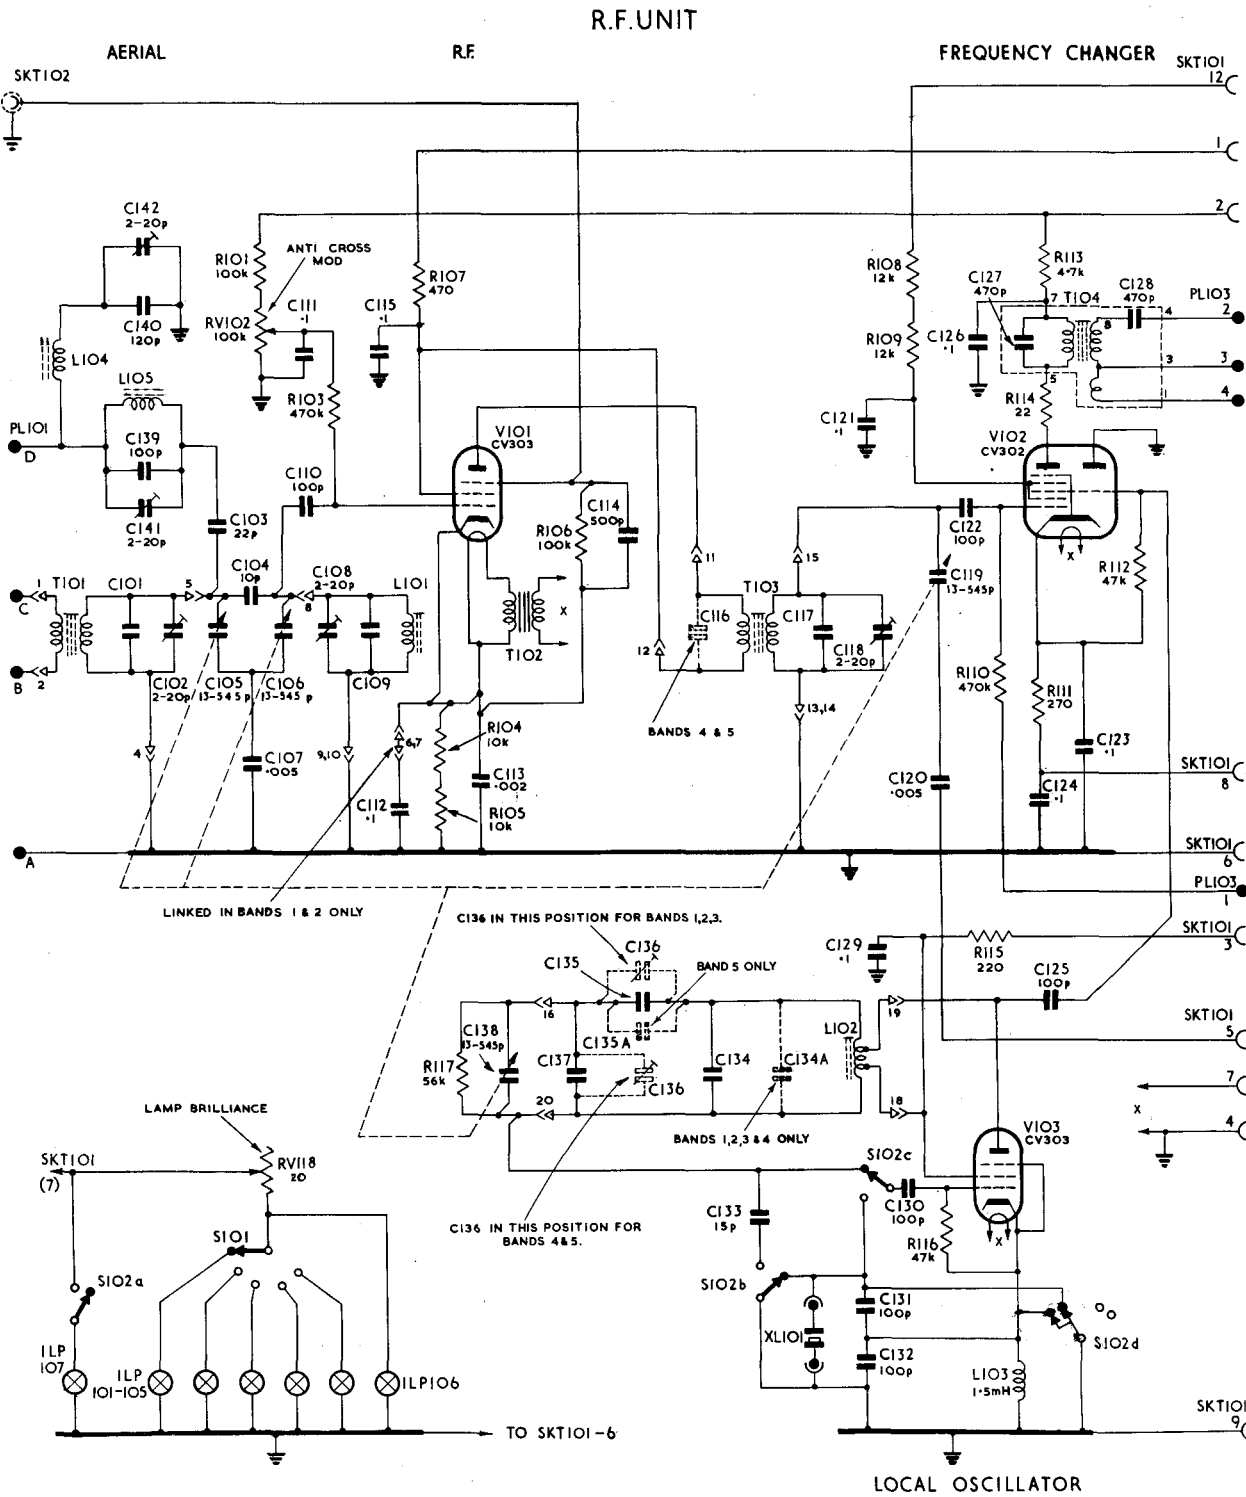 R.F. UNIT
AERIAL
R.F.
FREQUENCY CHANGER
SKT102
SKT101
12
1
2
C142
2-20p
C140
120p
L104
L105
PL101
D
C139
100p
C141
2-20p
R101
100k
ANTI CROSS
MOD
RV102
100k
C111
·1
R103
470k
C115
·1
R107
470
C110
100p
V101
CV303
R106
100k
C114
500p
R108
12k
R109
12k
C121
·1
C126
·1
C127
470p
R113
4·7k
7
T104
C128
470p
8
4
3
1
5
PL103
2
3
4
R114
22
V102
CV302
X
C122
100p
C119
13-545p
R112
47k
R110
470k
R111
270
C123
·1
C124
·1
C120
·005
C103
22p
C104
10p
C108
2-20p
L101
C
1
T101
C101
5
8
B
2
C102
2-20p
C105
13-545p
C106
13-545p
C109
4
C107
·005
9,10
6,7
C112
·1
R104
10k
R105
10k
C113
·002
T102
X
11
15
T103
C116
C117
12
C118
2-20p
BANDS 4 & 5
13,14
SKT101
8
A
SKT101
6
PL103
1
LINKED IN BANDS 1 & 2 ONLY
C136 IN THIS POSITION FOR BANDS 1,2,3.
C136
C135
BAND 5 ONLY
C129
·1
R115
220
SKT101
3
C125
100p
SKT101
5
16
19
C138
13-545p
R117
56k
C135A
C137
C136
C134
C134A
L102
20
18
7
X
4
BANDS 1,2,3 & 4 ONLY
V103
CV303
X
LAMP BRILLIANCE
SKT101
(7)
RV118
20
S102c
C130
100p
C133
15p
R116
47k
C136 IN THIS POSITION FOR
BANDS 4&5.
S101
S102a
S102b
C131
100p
XL101
C132
100p
S102d
L103
1·5mH
ILP
107
ILP
101-105
ILP106
SKT101
9
TO SKT101-6
LOCAL OSCILLATOR